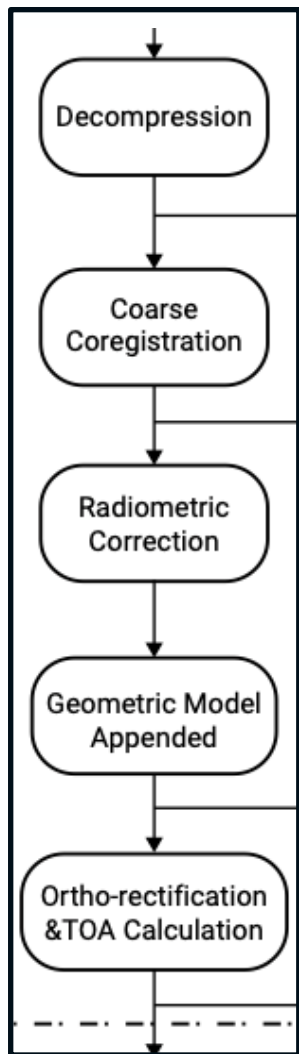 Decompression
Coarse
Coregistration
Radiometric
Correction
Geometric Model
Appended
Ortho-rectification
&TOA Calculation